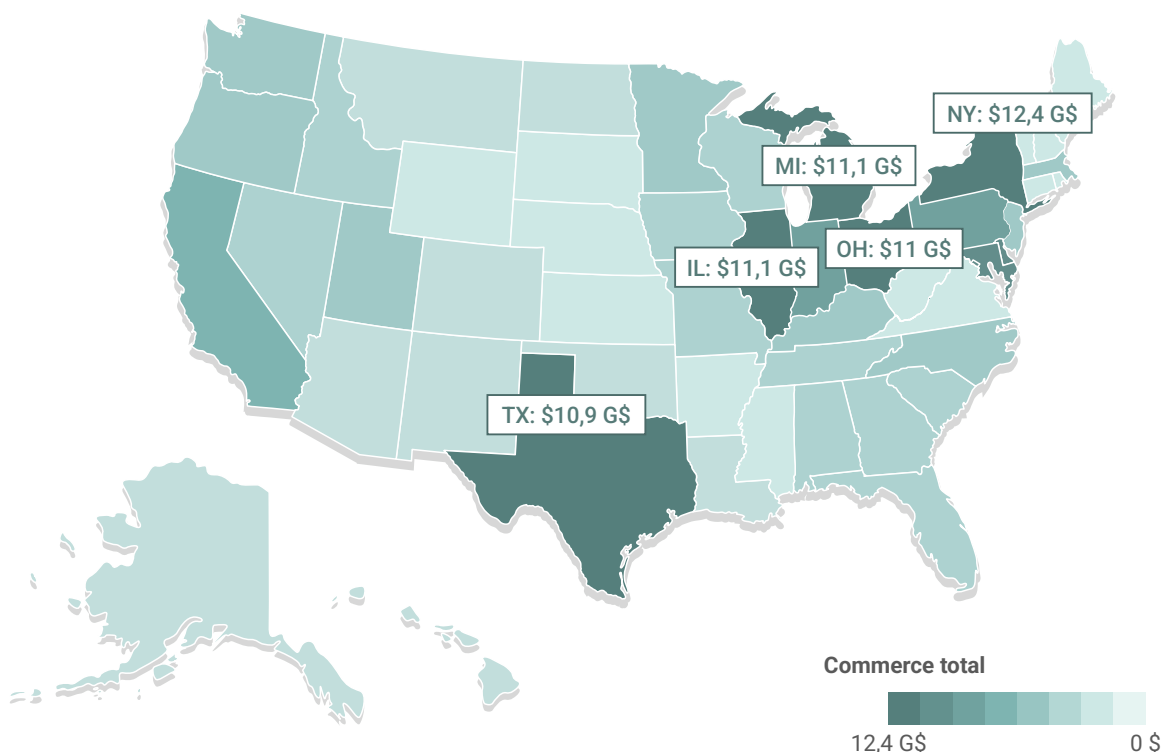 NY: $12,4 G$
MI: $11,1 G$
OH: $11 G$
IL: $11,1 G$
TX: $10,9 G$
Commerce total
12,4 G$ 0 $